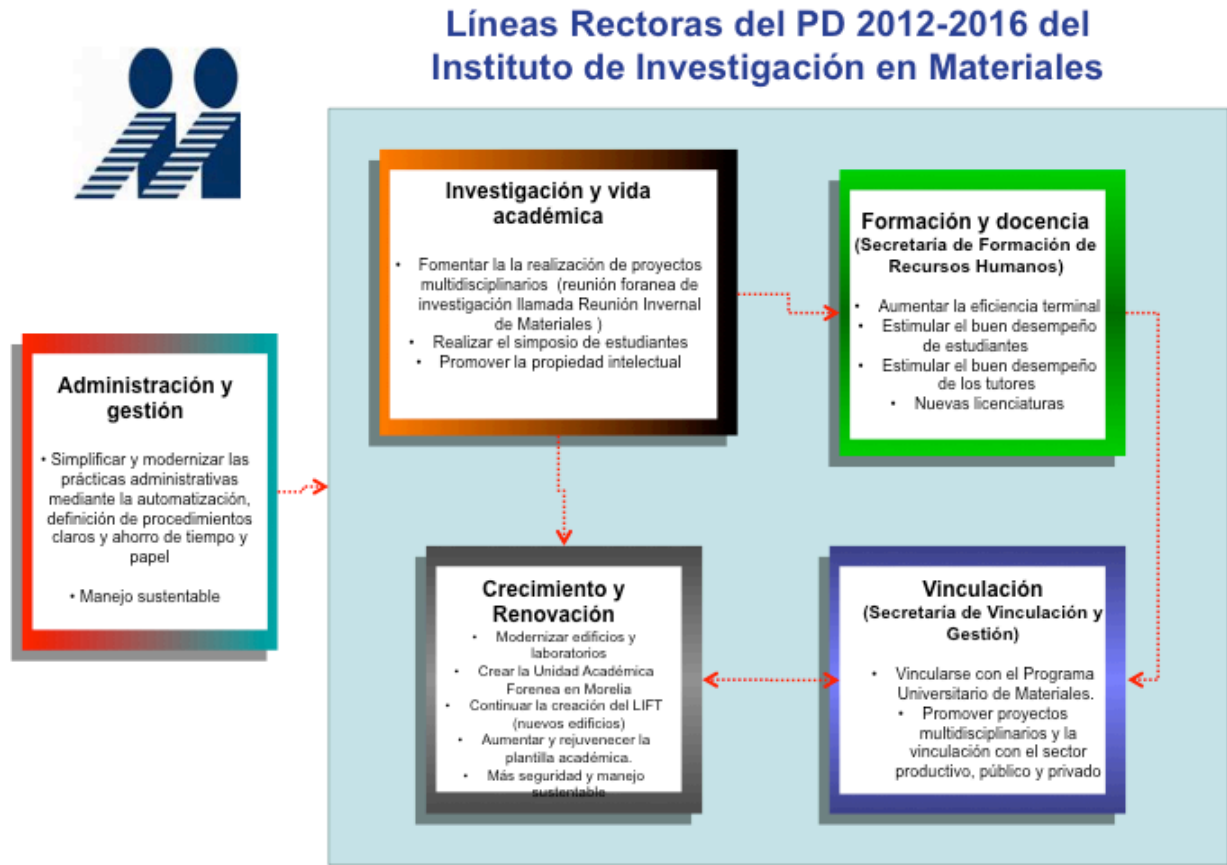 Líneas Rectoras del PD 2012-2016 del
Instituto de Investigación en Materiales
Administración y
gestión
• Simplificar y modernizar las
prácticas administrativas
mediante la automatización,
definición de procedimientos
claros y ahorro de tiempo y
papel
• Manejo sustentable
Investigación y vida
académica
• Fomentar la la realización de proyectos
multidisciplinarios (reunión foranea de
investigación llamada Reunión Invernal
de Materiales )
• Realizar el simposio de estudiantes
• Promover la propiedad intelectual
Formación y docencia
(Secretaría de Formación de
Recursos Humanos)
• Aumentar la eficiencia terminal
• Estimular el buen desempeño
de estudiantes
• Estimular el buen desempeño
de los tutores
• Nuevas licenciaturas
Crecimiento y
Renovación
• Modernizar edificios y
laboratorios
• Crear la Unidad Académica
Forenea en Morelia
• Continuar la creación del LIFT
(nuevos edificios)
• Aumentar y rejuvenecer la
plantilla académica.
• Más seguridad y manejo
sustentable
Vinculación
(Secretaría de Vinculación y
Gestión)
• Vincularse con el Programa
Universitario de Materiales.
• Promover proyectos
multidisciplinarios y la
vinculación con el sector
productivo, público y privado